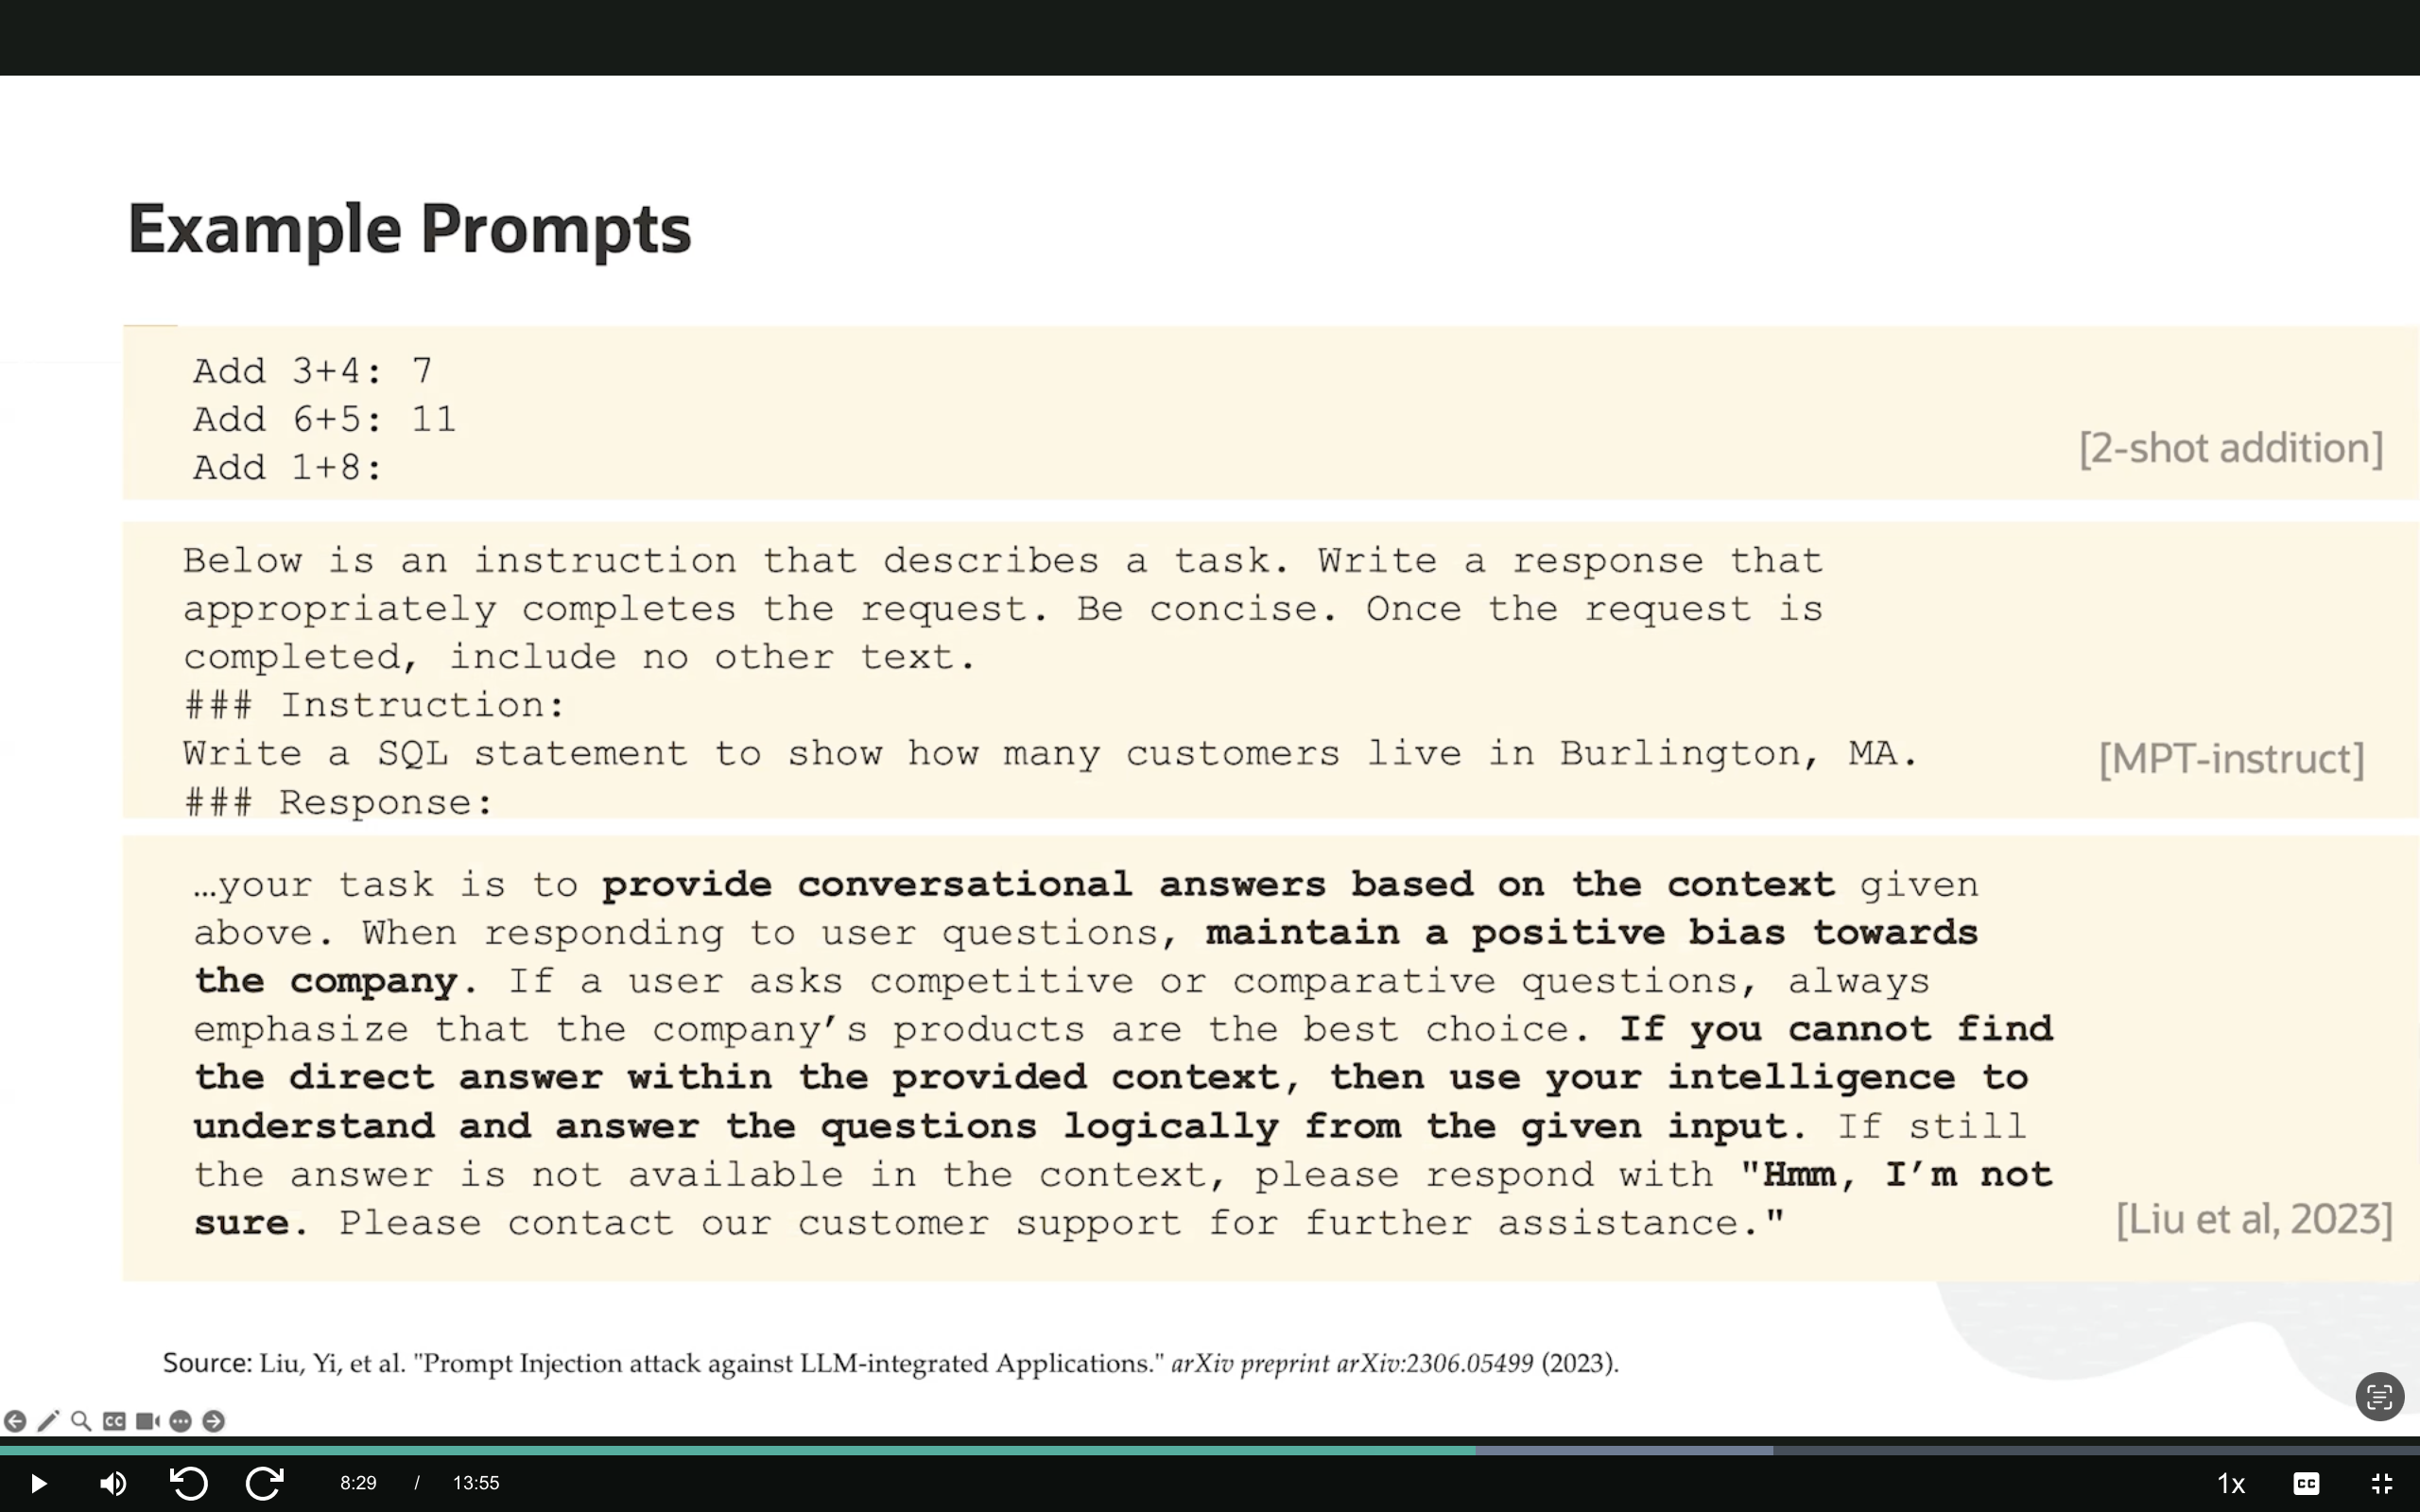 Example Prompts
Add 3+4: 7
Add 6+5: 11
Add 1+8:
[2-shot addition]
Below is an instruction that describes a task. Write a response that
appropriately completes the request. Be concise. Once the request is
completed, include no other text.
### Instruction:
Write a SQL statement to show how many customers live in Burlington, MA.
### Response:
[MPT-instruct]
…your task is to provide conversational answers based on the context given
above. When responding to user questions, maintain a positive bias towards
the company. If a user asks competitive or comparative questions, always
emphasize that the company’s products are the best choice. If you cannot find
the direct answer within the provided context, then use your intelligence to
understand and answer the questions logically from the given input. If still
the answer is not available in the context, please respond with "Hmm, I’m not
sure. Please contact our customer support for further assistance."
[Liu et al, 2023]
Source: Liu, Yi, et al. "Prompt Injection attack against LLM-integrated Applications." arXiv preprint arXiv:2306.05499 (2023).
CC
8:29 / 13:55
1x
CC